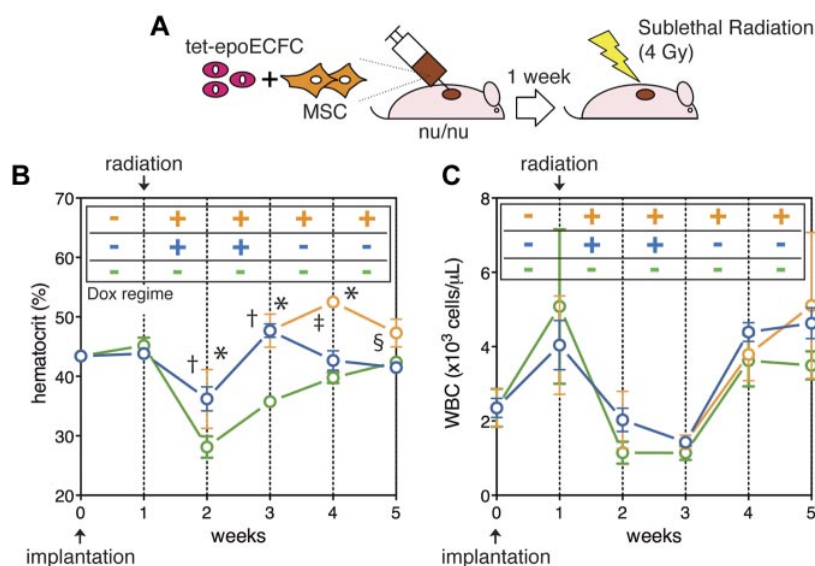 A
tet-epoECFC
+
MSC
nu/nu
1 week
Sublethal Radiation
(4 Gy)
B
radiation
hematocrit (%)
70
60
50
40
30
20
- + + + +
- + + - -
- - - - -
Dox regime
† * † * ‡ * §
0 1 2 3 4 5
weeks
implantation
C
radiation
WBC (x10³ cells/μL)
8
6
4
2
0
- + + + +
- + + - -
- - - - -
0 1 2 3 4 5
weeks
implantation